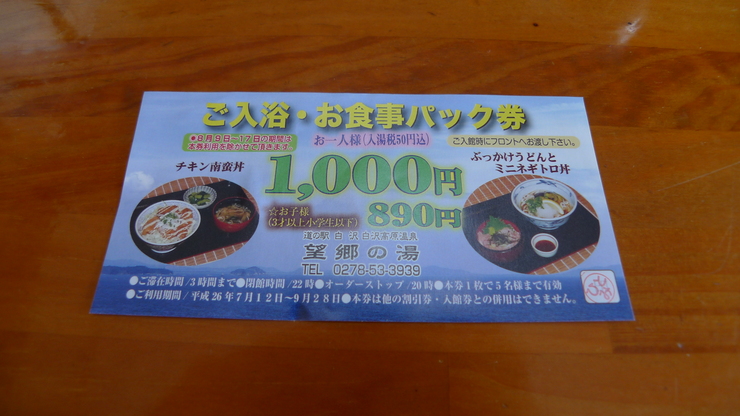 ご入浴・お食事パック券
●8月9日~17日の期間は
本券利用を除かせて頂きます。
お一人様(入湯税50円込)
ご入館時にフロントへお渡し下さい。
チキン南蛮丼
1,000円
ぶっかけうどんと
ミニネギトロ丼
☆お子様
(3才以上小学生以下)
890円
道の駅 白沢 白沢高原温泉
望郷の湯
TEL 0278-53-3939
●ご滞在時間/3時間まで●閉館時間/22時●オーダーストップ/20時●本券1枚で5名様まで有効
●ご利用期間/平成26年7月12日~9月28日●本券は他の割引券・入館券との併用はできません。